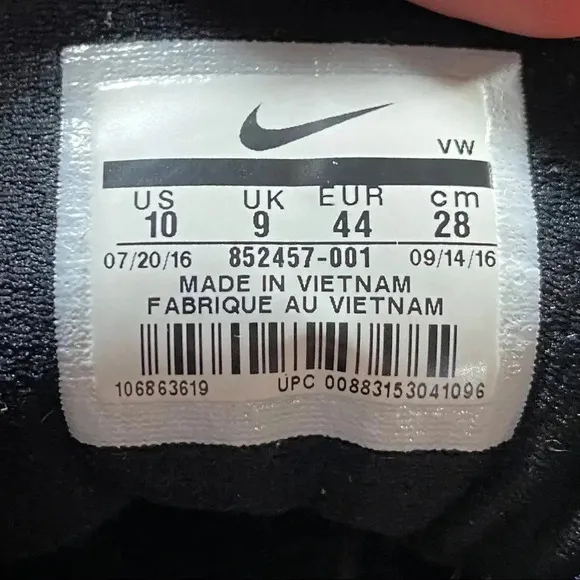 VW
US UK EUR cm
10 9 44 28
07/20/16 852457-001 09/14/16
MADE IN VIETNAM
FABRIQUE AU VIETNAM
106863619 UPC 00883153041096